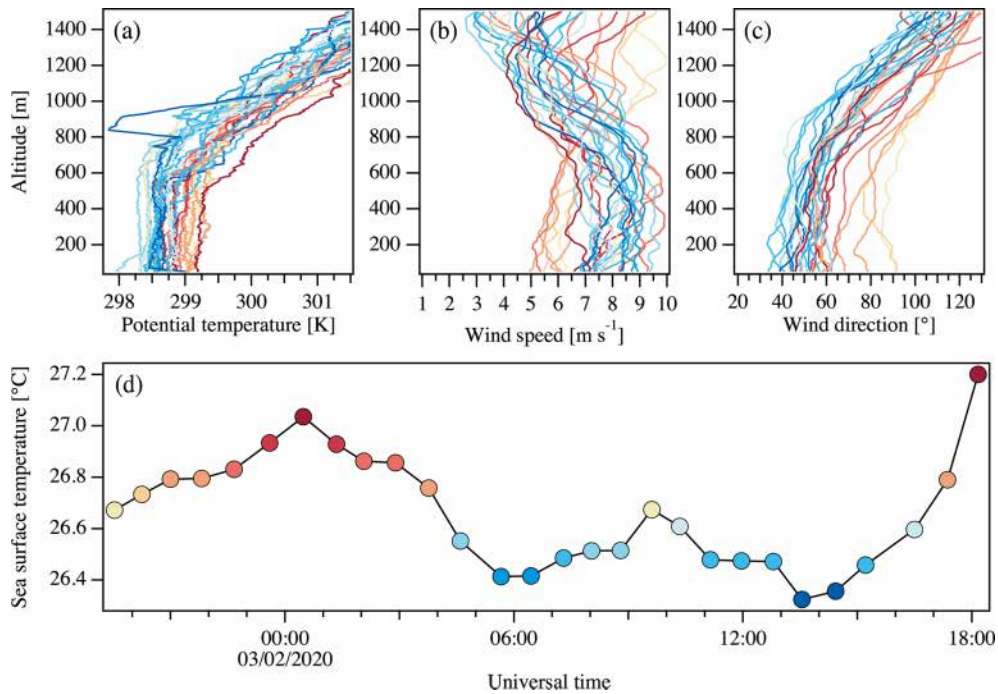 (a) (b) (c)
1400
1200
1000
800
600
400
200
Altitude [m]
298 299 300 301
1 2 3 4 5 6 7 8 9 10
20 40 60 80 100 120
Potential temperature [K] Wind speed [m s⁻¹] Wind direction [°]
(d)
27.2
27.0
26.8
26.6
26.4
Sea surface temperature [°C]
00:00 06:00 12:00 18:00
03/02/2020
Universal time